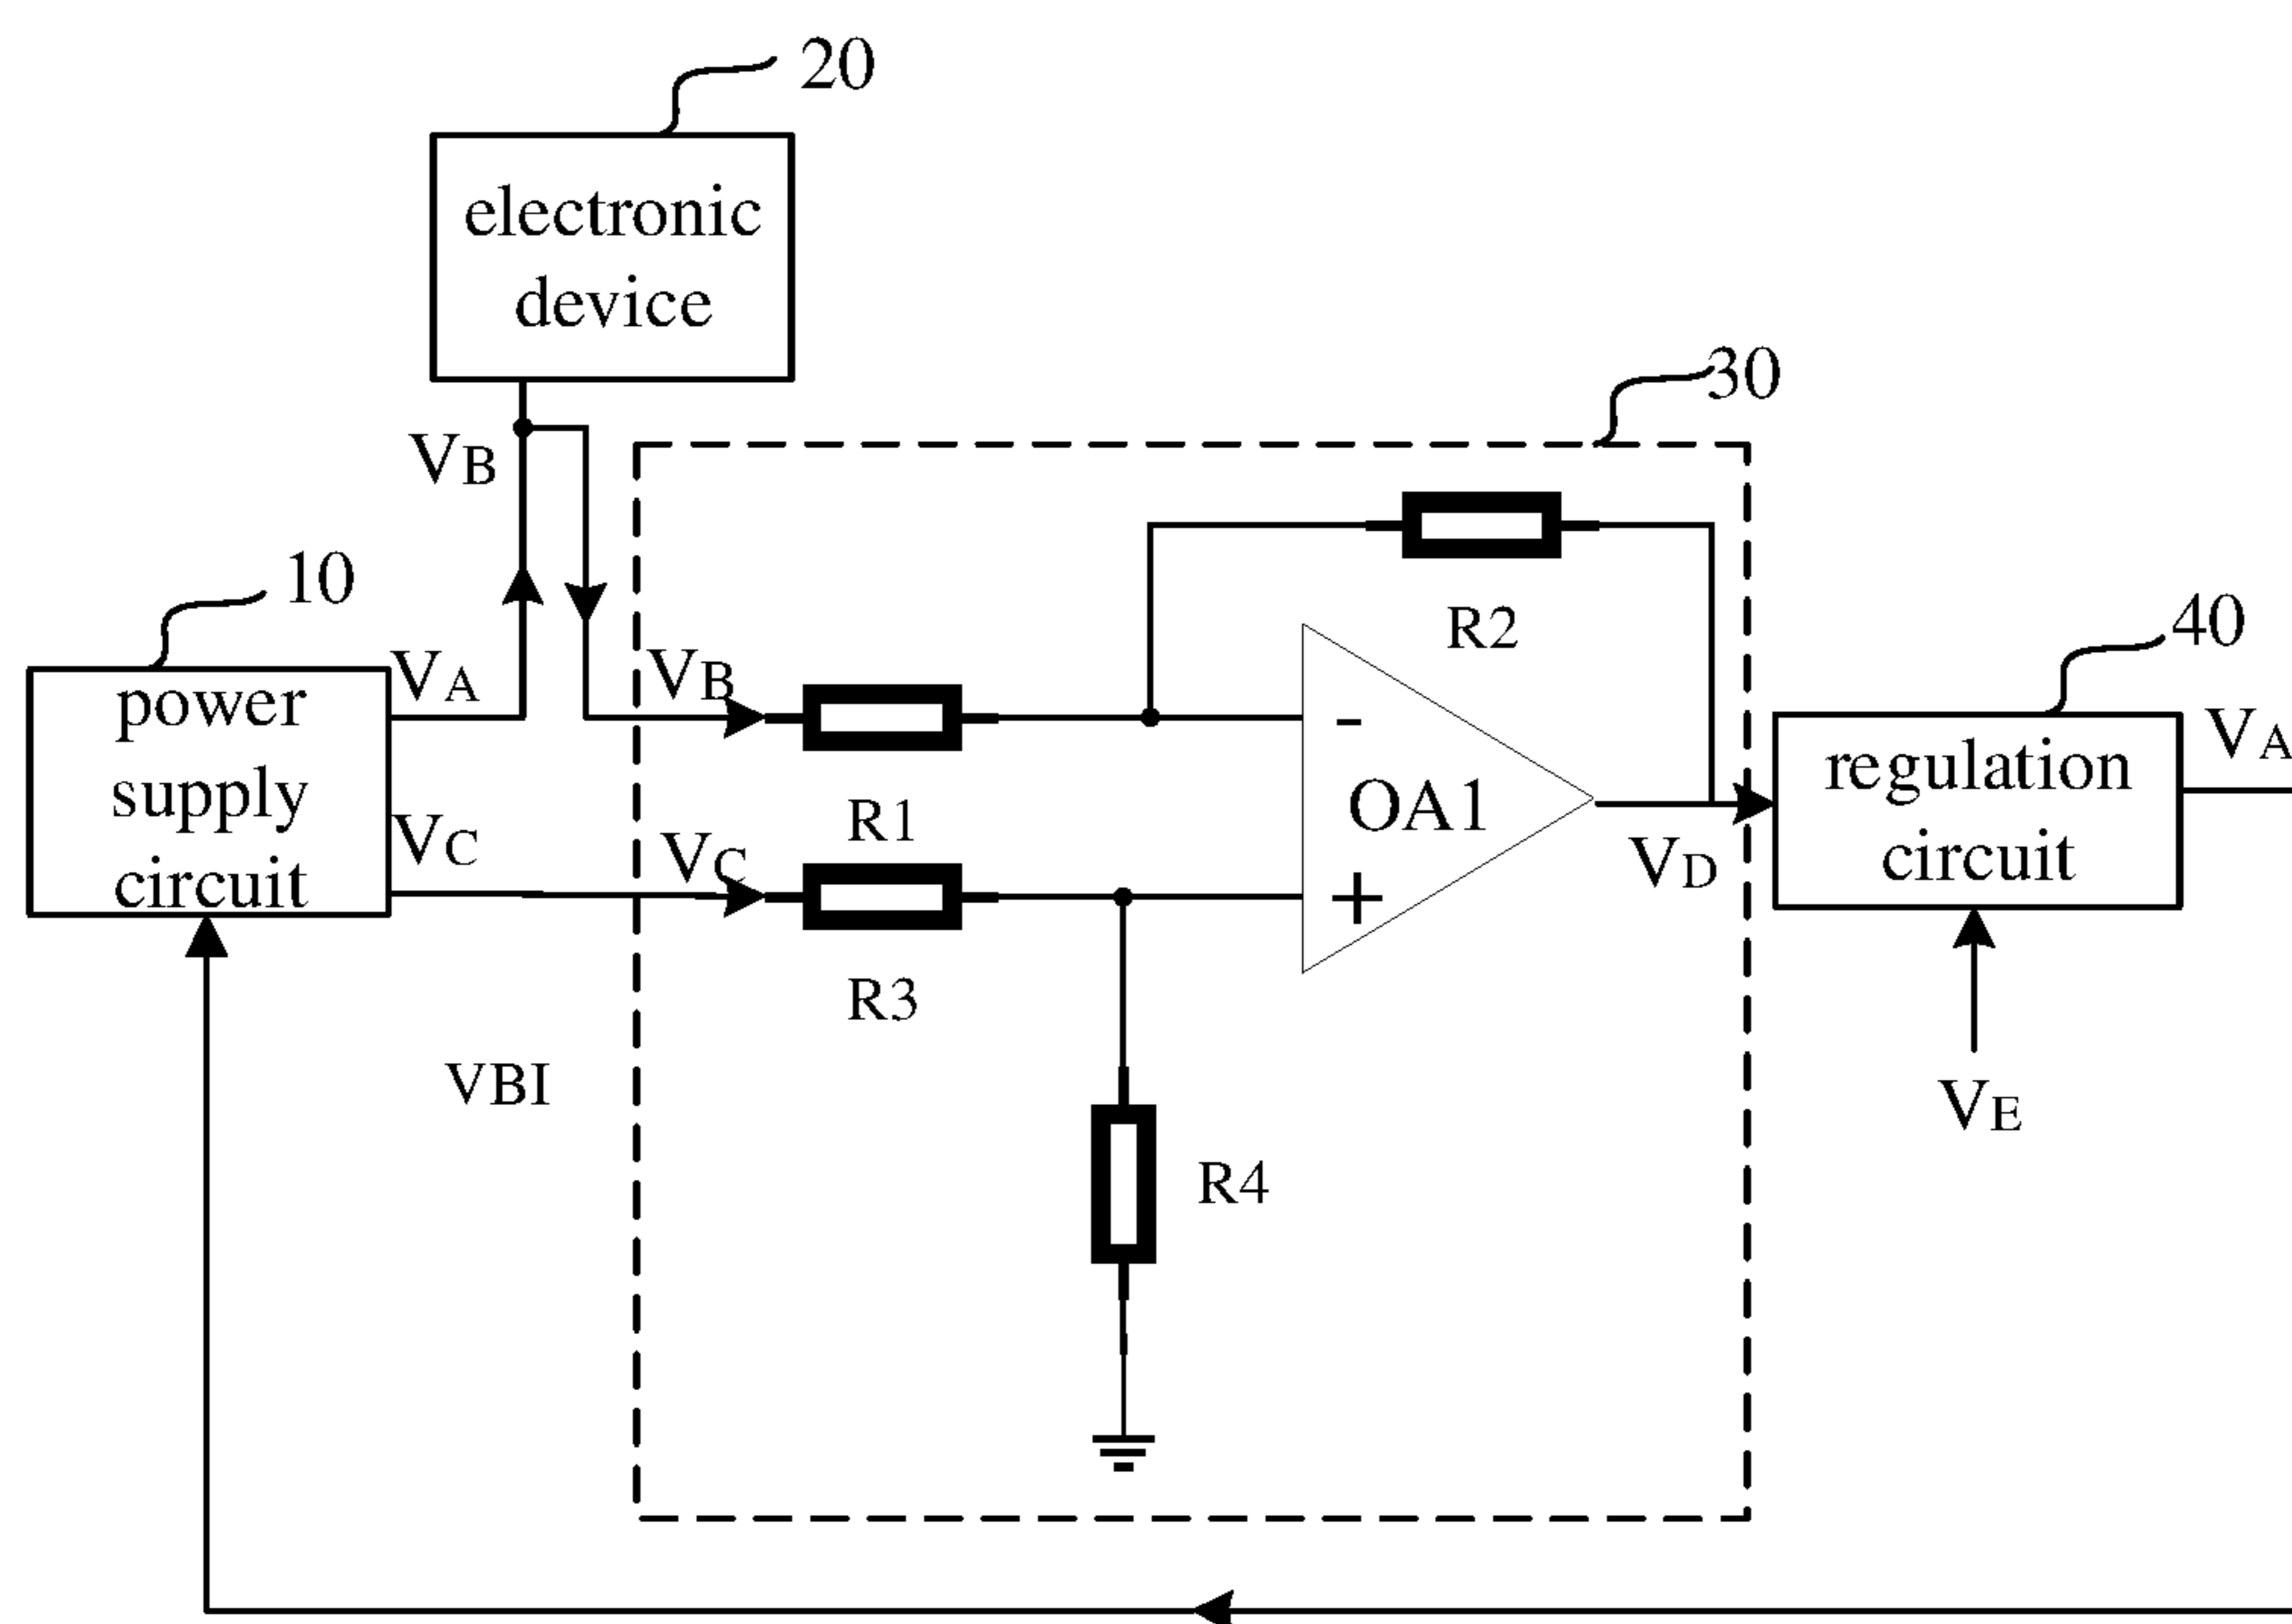 20
electronic
device
30
VB
R2
10
40
VA
VB
power
supply
circuit
VA
regulation
circuit
R1
OA1
-
+
VC
VC
VD
R3
VBI
VE
R4